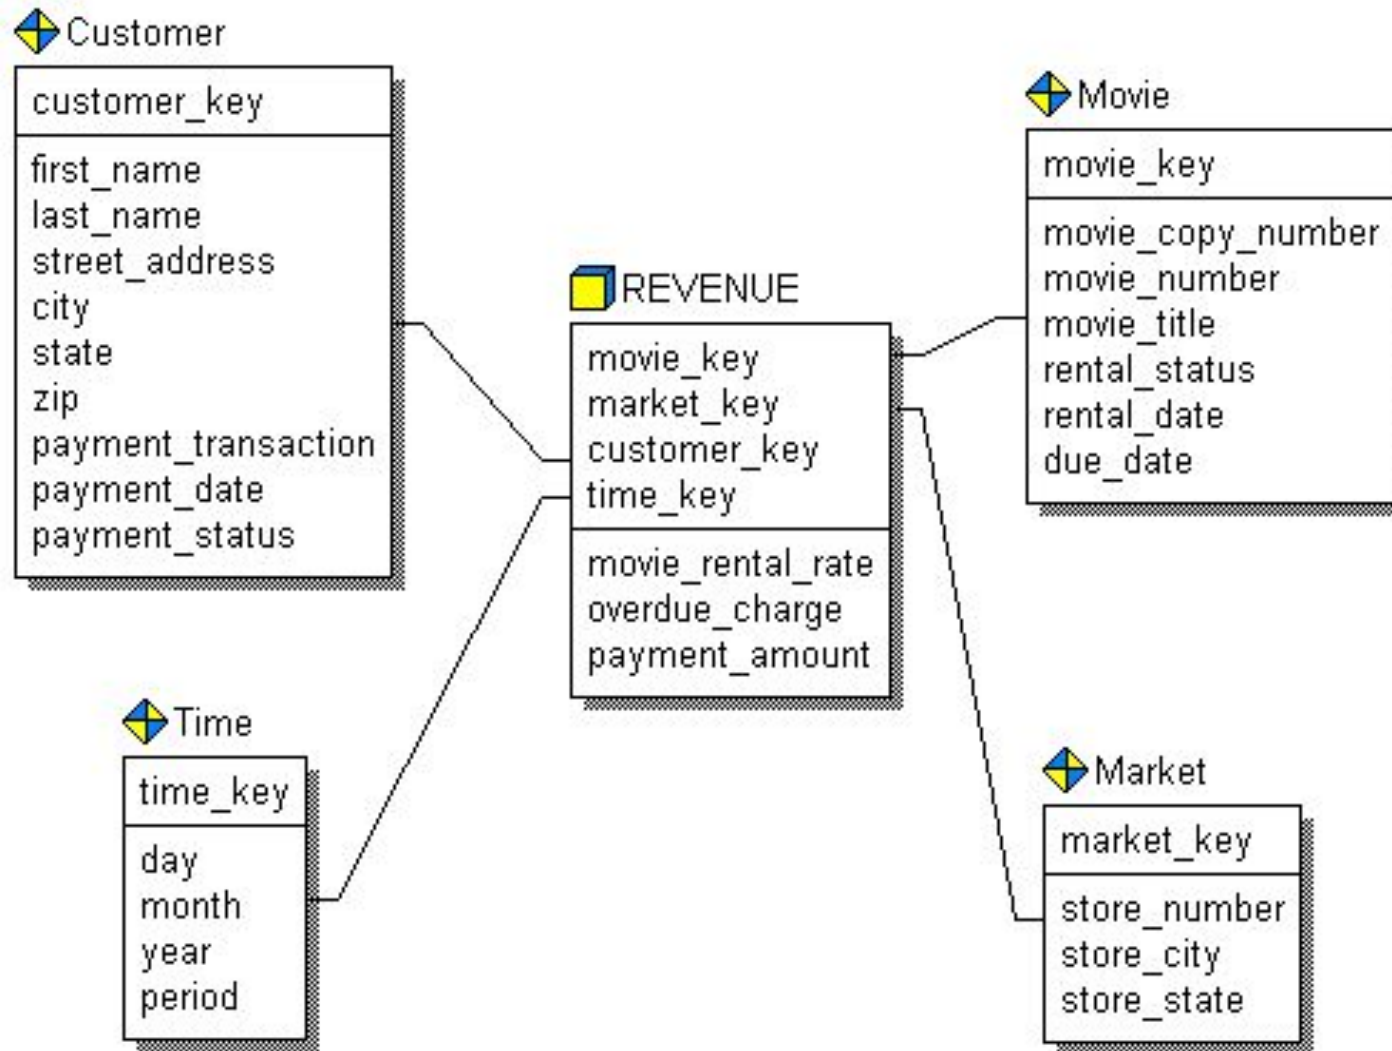 Customer
customer_key
first_name
last_name
street_address
city
state
zip
payment_transaction
payment_date
payment_status
Movie
movie_key
movie_copy_number
movie_number
movie_title
rental_status
rental_date
due_date
REVENUE
movie_key
market_key
customer_key
time_key
movie_rental_rate
overdue_charge
payment_amount
Time
time_key
day
month
year
period
Market
market_key
store_number
store_city
store_state